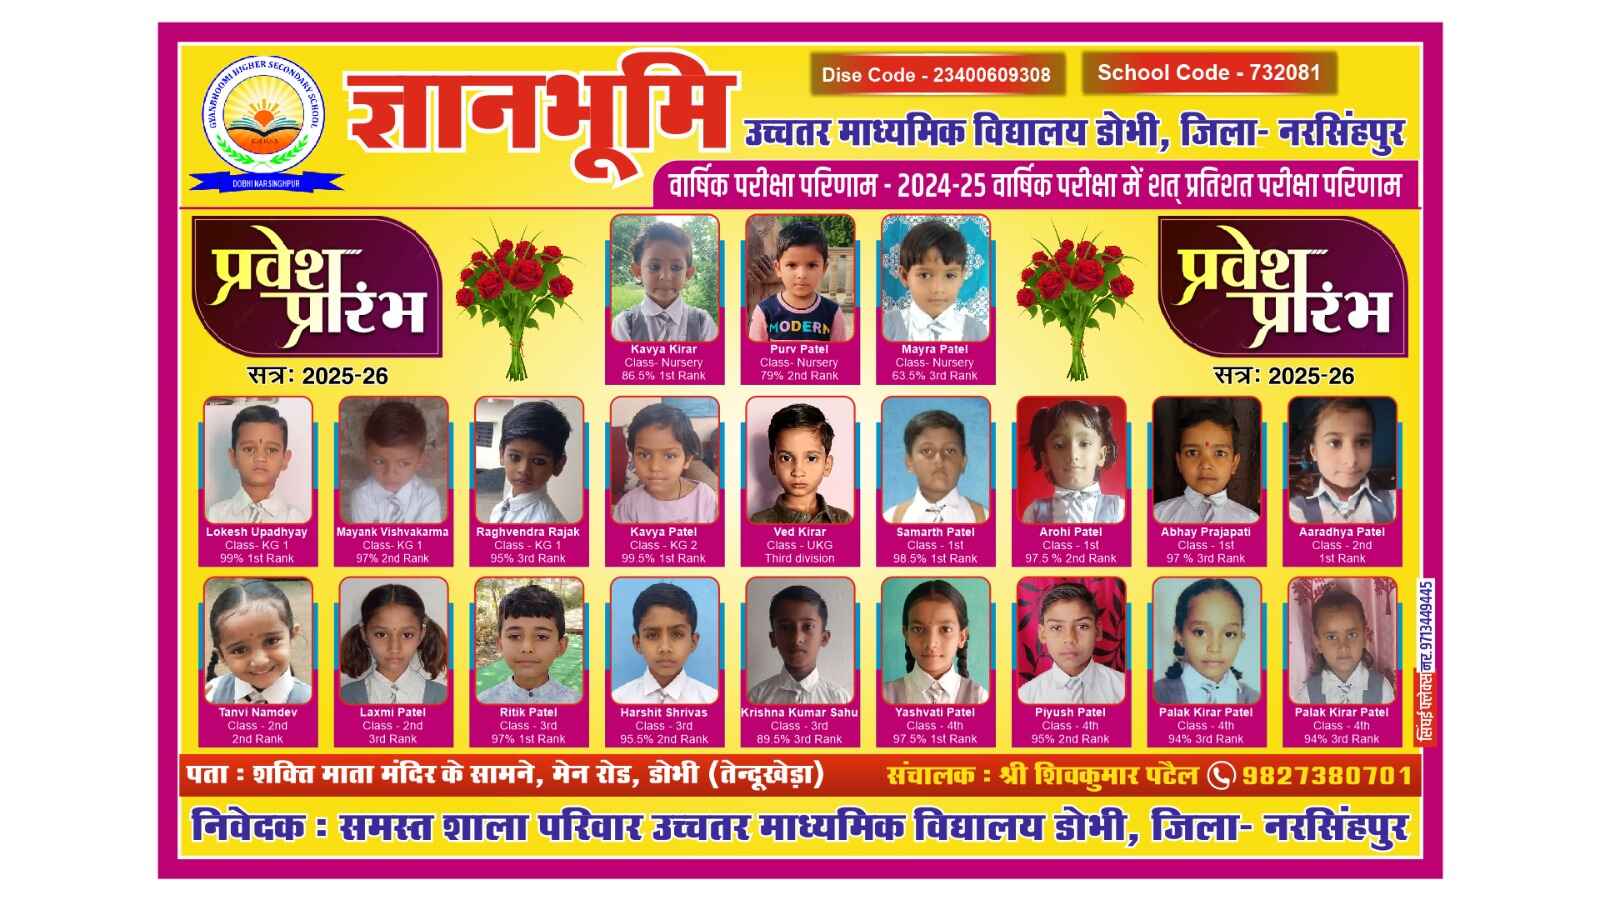 GYANBHOOMI HIGHER SECONDARY SCHOOL
DOBHI NARSINGHPUR
ज्ञानभूमि
Dise Code - 23400609308
School Code - 732081
उच्चतर माध्यमिक विद्यालय डोभी, जिला- नरसिंहपुर
वार्षिक परीक्षा परिणाम - 2024-25 वार्षिक परीक्षा में शत् प्रतिशत परीक्षा परिणाम
प्रवेश
प्रारंभ
सत्र: 2025-26
MODERN
Kavya Kirar
Class- Nursery
86.5% 1st Rank
Purv Patel
Class- Nursery
79% 2nd Rank
Mayra Patel
Class- Nursery
63.5% 3rd Rank
प्रवेश
प्रारंभ
सत्र: 2025-26
Lokesh Upadhyay
Class- KG 1
99% 1st Rank
Mayank Vishvakarma
Class- KG 1
97% 2nd Rank
Raghvendra Rajak
Class - KG 1
95% 3rd Rank
Kavya Patel
Class - KG 2
99.5% 1st Rank
Ved Kirar
Class - UKG
Third division
Samarth Patel
Class - 1st
98.5% 1st Rank
Arohi Patel
Class - 1st
97.5 % 2nd Rank
Abhay Prajapati
Class - 1st
97 % 3rd Rank
Aaradhya Patel
Class - 2nd
1st Rank
Tanvi Namdev
Class - 2nd
2nd Rank
Laxmi Patel
Class - 2nd
3rd Rank
Ritik Patel
Class - 3rd
97% 1st Rank
Harshit Shrivas
Class - 3rd
95.5% 2nd Rank
Krishna Kumar Sahu
Class - 3rd
89.5% 3rd Rank
Yashvati Patel
Class - 4th
97.5% 1st Rank
Piyush Patel
Class - 4th
95% 2nd Rank
Palak Kirar Patel
Class - 4th
94% 3rd Rank
Palak Kirar Patel
Class - 4th
94% 3rd Rank
सिंघई फ्लेक्स नर. 9713449445
पता : शक्ति माता मंदिर के सामने, मेन रोड, डोभी (तेन्दूखेड़ा)
संचालक : श्री शिवकुमार पटैल 9827380701
निवेदक : समस्त शाला परिवार उच्चतर माध्यमिक विद्यालय डोभी, जिला- नरसिंहपुर